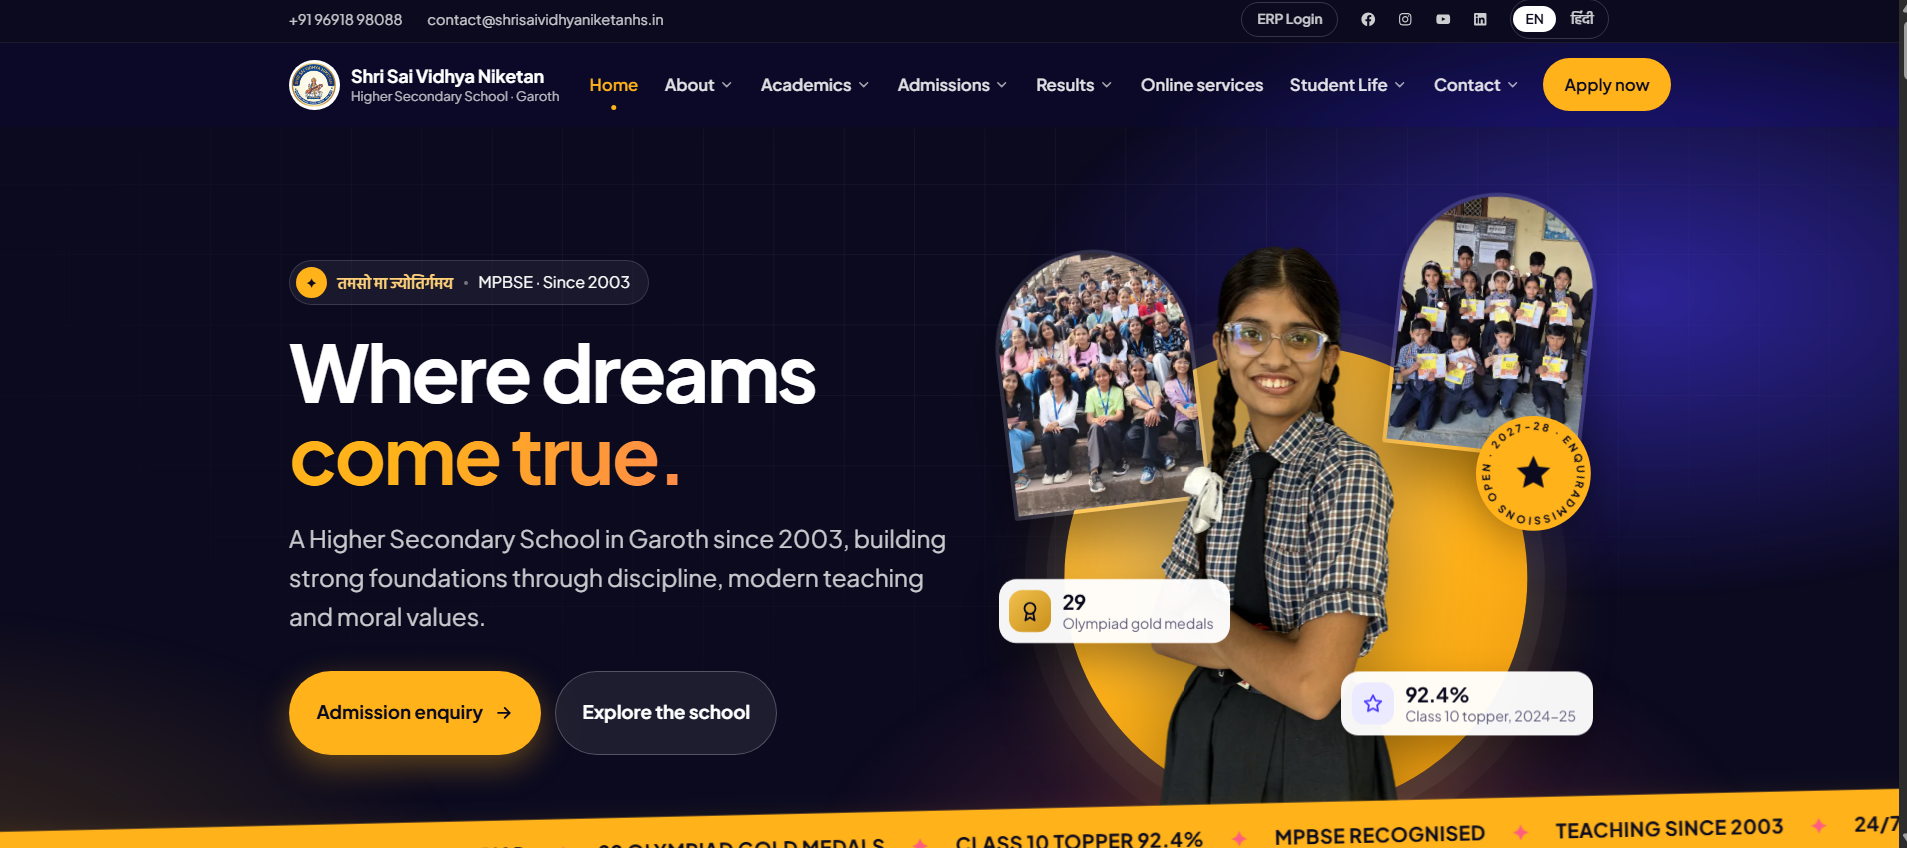 +91 96918 98088
contact@shrisaividhyaniketanhs.in
ERP Login
EN
हिंदी
Shri Sai Vidhya Niketan
Higher Secondary School · Garoth
Home
About
Academics
Admissions
Results
Online services
Student Life
Contact
Apply now
तमसो मा ज्योतिर्गमय • MPBSE · Since 2003
Where dreams
come true.
A Higher Secondary School in Garoth since 2003, building
strong foundations through discipline, modern teaching
and moral values.
Admission enquiry →
Explore the school
2027–28 · ENQUIR
ADMISSIONS OPEN ·
29
Olympiad gold medals
92.4%
Class 10 topper, 2024–25
OLYMPIAD GOLD MEDALS ✦ CLASS 10 TOPPER 92.4% ✦ MPBSE RECOGNISED ✦ TEACHING SINCE 2003 ✦ 24/7